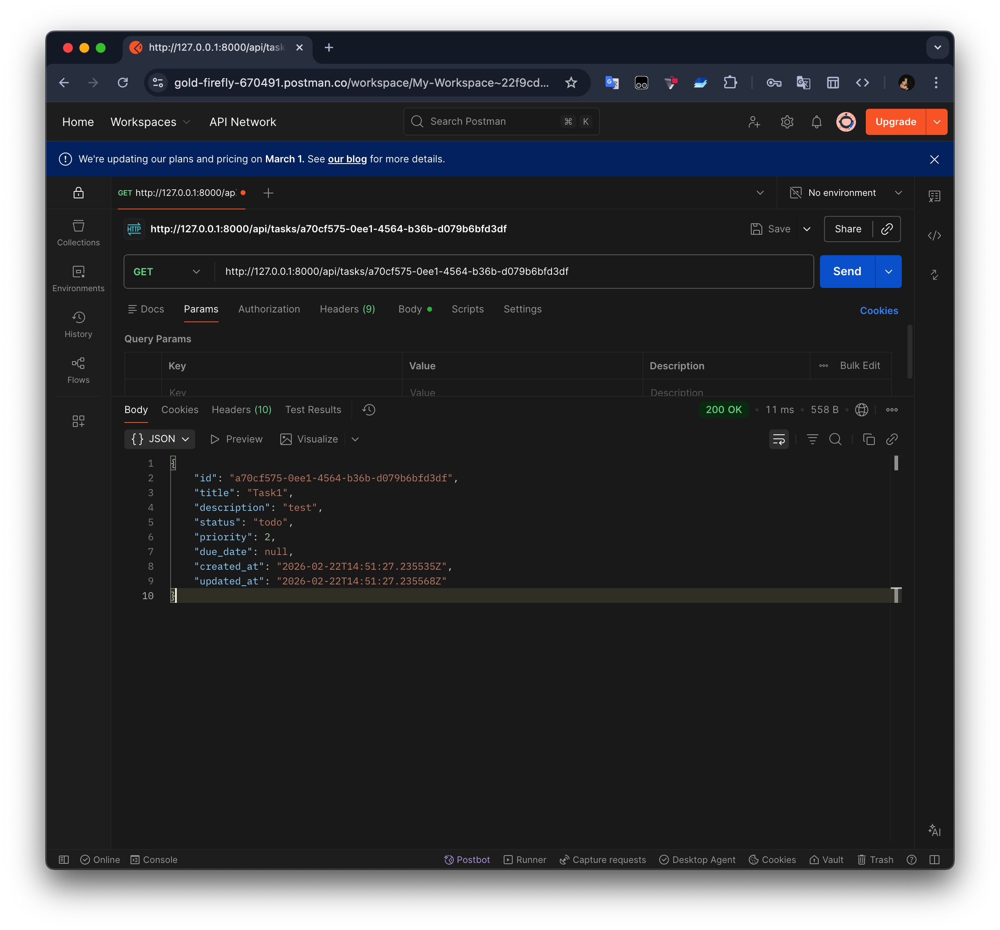 http://127.0.0.1:8000/api/task
gold-firefly-670491.postman.co/workspace/My-Workspace~22f9cd...
Home Workspaces API Network Search Postman ⌘ K Upgrade
We're updating our plans and pricing on March 1. See our blog for more details.
GET http://127.0.0.1:8000/ap No environment
HTTP http://127.0.0.1:8000/api/tasks/a70cf575-0ee1-4564-b36b-d079b6bfd3df Save Share
Collections
GET http://127.0.0.1:8000/api/tasks/a70cf575-0ee1-4564-b36b-d079b6bfd3df Send
Environments
Docs Params Authorization Headers (9) Body Scripts Settings Cookies
History
Query Params
Key Value Description Bulk Edit
Flows
Key Value Description
Body Cookies Headers (10) Test Results 200 OK 11 ms 558 B
{} JSON Preview Visualize
1 {
2 "id": "a70cf575-0ee1-4564-b36b-d079b6bfd3df",
3 "title": "Task1",
4 "description": "test",
5 "status": "todo",
6 "priority": 2,
7 "due_date": null,
8 "created_at": "2026-02-22T14:51:27.235535Z",
9 "updated_at": "2026-02-22T14:51:27.235568Z"
10 }
AI
Online Console Postbot Runner Capture requests Desktop Agent Cookies Vault Trash